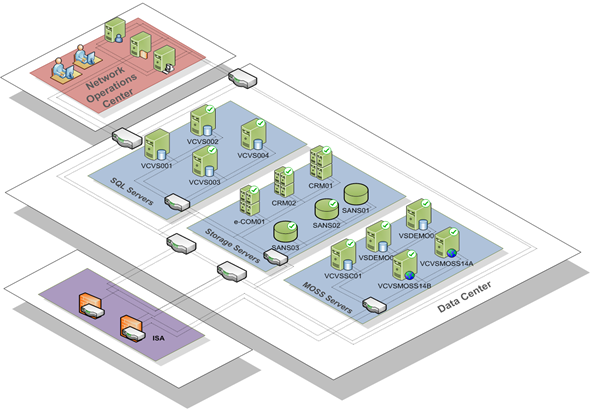 Network
Operations
Center
VCVS002
VCVS001
VCVS004
VCVS003
SQL Servers
CRM01
CRM02
e-COM01
SANS01
SANS02
SANS03
Storage Servers
VSDEMO0
VSDEMO0
VCVSMOSS14A
VCVSSC01
VCVSMOSS14B
MOSS Servers
Data Center
ISA